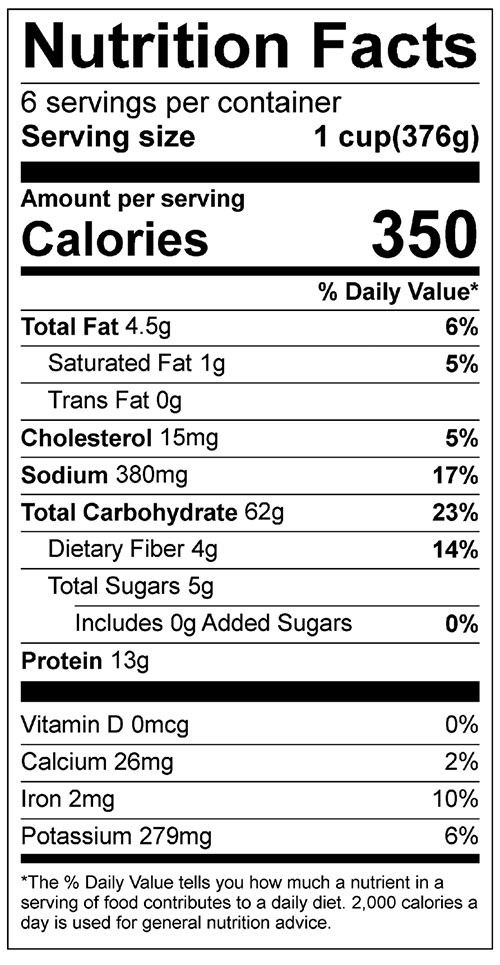 Nutrition Facts
6 servings per container
Serving size 1 cup(376g)
Amount per serving
Calories 350
% Daily Value*
Total Fat 4.5g 6%
Saturated Fat 1g 5%
Trans Fat 0g
Cholesterol 15mg 5%
Sodium 380mg 17%
Total Carbohydrate 62g 23%
Dietary Fiber 4g 14%
Total Sugars 5g
Includes 0g Added Sugars 0%
Protein 13g
Vitamin D 0mcg 0%
Calcium 26mg 2%
Iron 2mg 10%
Potassium 279mg 6%
*The % Daily Value tells you how much a nutrient in a
serving of food contributes to a daily diet. 2,000 calories a
day is used for general nutrition advice.